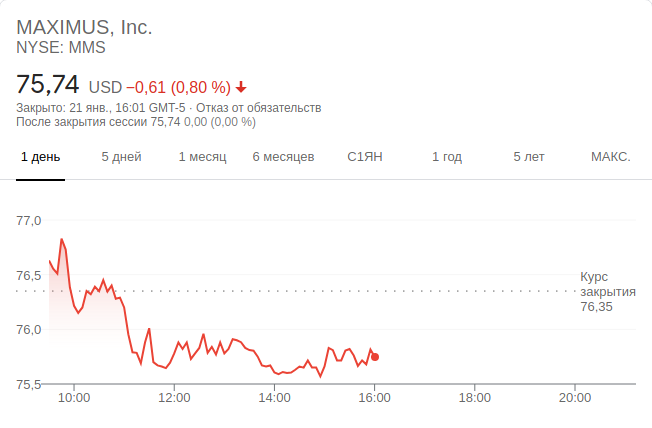 MAXIMUS, Inc.
NYSE: MMS
75,74 USD −0,61 (0,80 %)
Закрыто: 21 янв., 16:01 GMT-5 · Отказ от обязательств
После закрытия сессии 75,74 0,00 (0,00 %)
1 день 5 дней 1 месяц 6 месяцев С1ЯН 1 год 5 лет МАКС.
77,0
76,5
Курс
закрытия
76,35
76,0
75,5
10:00 12:00 14:00 16:00 18:00 20:00